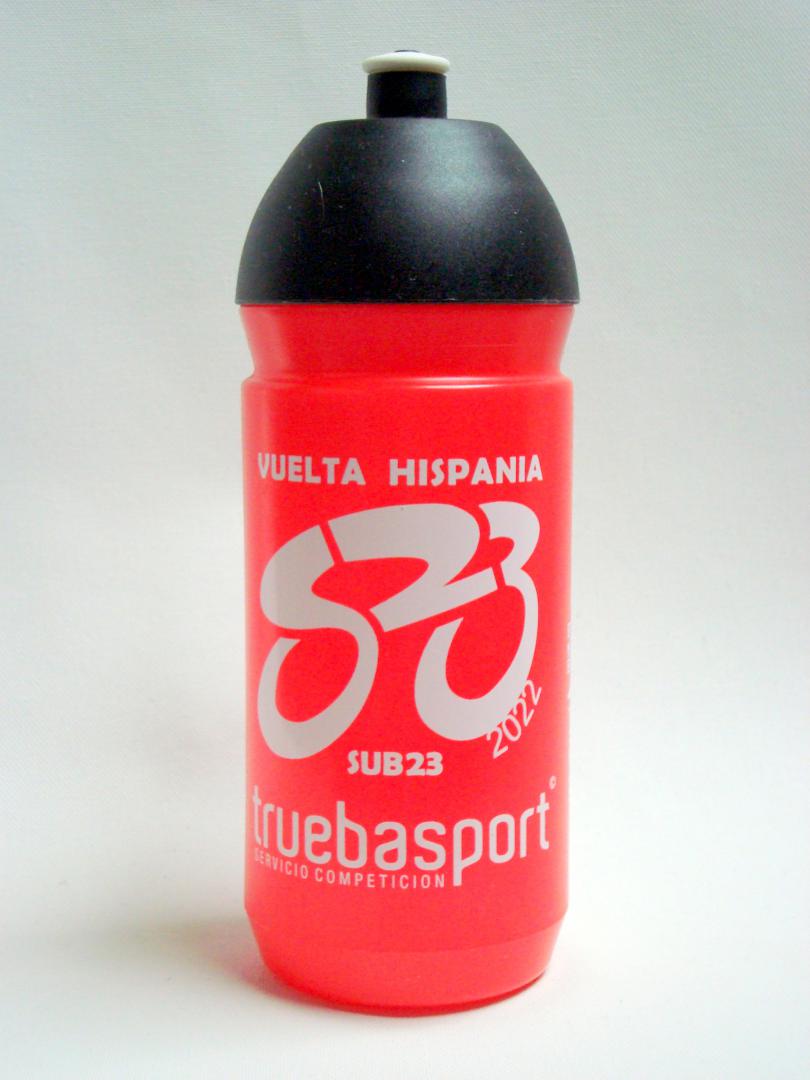 VUELTA HISPANIA
S23
2022
SUB23
truebasport©
SERVICIO COMPETICION